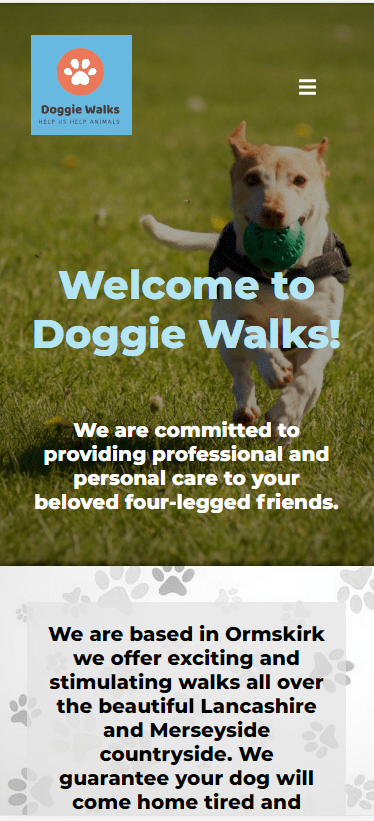 Doggie Walks
HELP US HELP ANIMALS
Welcome to
Doggie Walks!
We are committed to
providing professional and
personal care to your
beloved four-legged friends.
We are based in Ormskirk
we offer exciting and
stimulating walks all over
the beautiful Lancashire
and Merseyside
countryside. We
guarantee your dog will
come home tired and